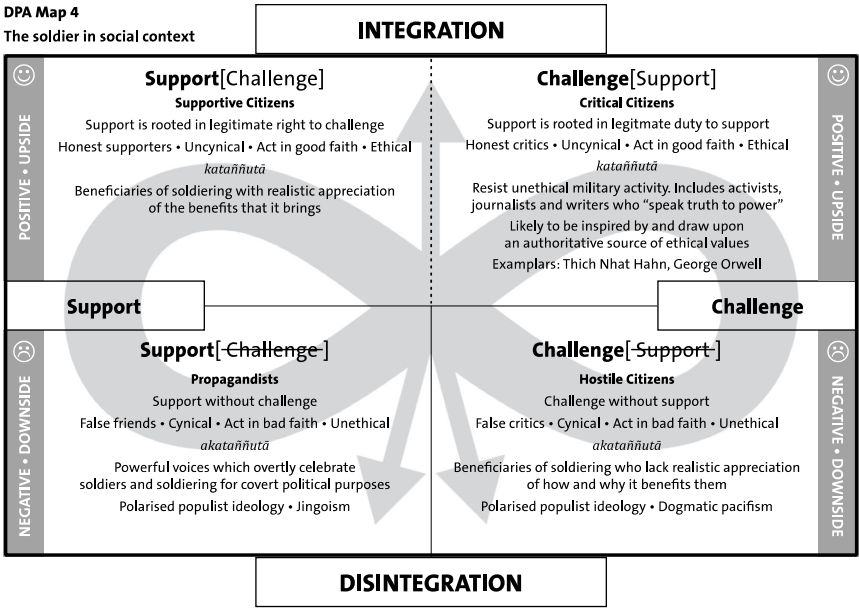 DPA Map 4
The soldier in social context
INTEGRATION
POSITIVE • UPSIDE
Support[Challenge]
Supportive Citizens
Support is rooted in legitimate right to challenge
Honest supporters • Uncynical • Act in good faith • Ethical
kataññutā
Beneficiaries of soldiering with realistic appreciation
of the benefits that it brings
Challenge[Support]
Critical Citizens
Support is rooted in legitmate duty to support
Honest critics • Uncynical • Act in good faith • Ethical
kataññutā
Resist unethical military activity. Includes activists,
journalists and writers who “speak truth to power”
Likely to be inspired by and draw upon
an authoritative source of ethical values
Examplars: Thich Nhat Hahn, George Orwell
POSITIVE • UPSIDE
Support
Challenge
NEGATIVE • DOWNSIDE
Support[ Challenge ]
Propagandists
Support without challenge
False friends • Cynical • Act in bad faith • Unethical
akataññutā
Powerful voices which overtly celebrate
soldiers and soldiering for covert political purposes
Polarised populist ideology • Jingoism
Challenge[ Support ]
Hostile Citizens
Challenge without support
False critics • Cynical • Act in bad faith • Unethical
akataññutā
Beneficiaries of soldiering who lack realistic appreciation
of how and why it benefits them
Polarised populist ideology • Dogmatic pacifism
NEGATIVE • DOWNSIDE
DISINTEGRATION